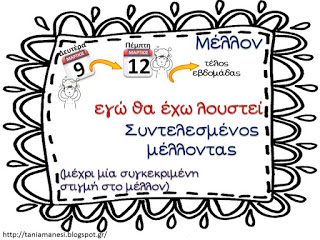 Μέλλον
Δευτέρα
Πέμπτη
ΜΑΡΤΙΟΣ
9
ΜΑΡΤΙΟΣ
12
τέλος
εβδομάδας
εγώ θα έχω λουστεί
Συντελεσμένος
μέλλοντας
(μέχρι μία συγκεκριμένη
στιγμή στο μέλλον)
http://taniamanesi.blogspot.gr/